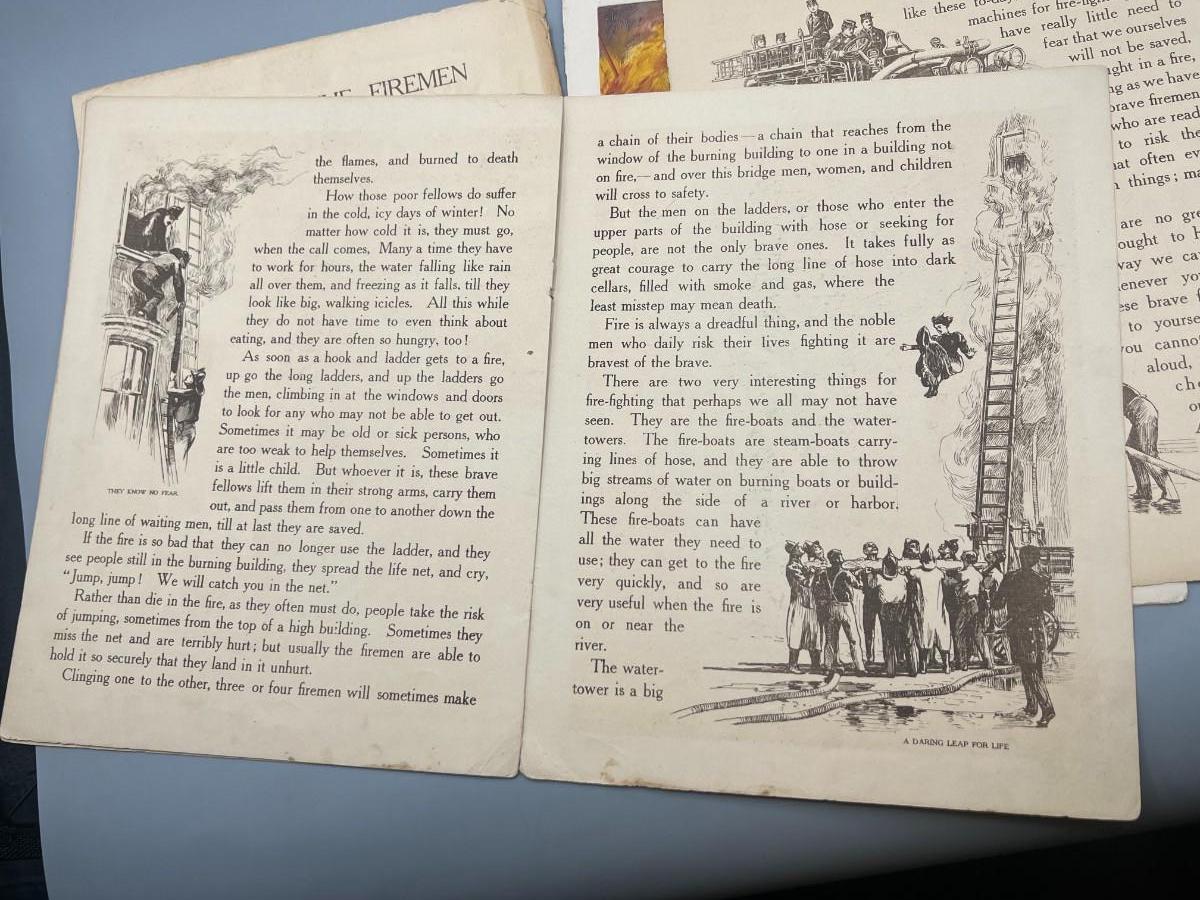 FIREMEN
the flames, and burned to death
themselves.
How those poor fellows do suffer
in the cold, icy days of winter! No
matter how cold it is, they must go,
when the call comes. Many a time they have
to work for hours, the water falling like rain
all over them, and freezing as it falls, till they
look like big, walking icicles. All this while
they do not have time to even think about
eating, and they are often so hungry, too!
As soon as a hook and ladder gets to a fire,
up go the long ladders, and up the ladders go
the men, climbing in at the windows and doors
to look for any who may not be able to get out.
Sometimes it may be old or sick persons, who
are too weak to help themselves. Sometimes it
is a little child. But whoever it is, these brave
fellows lift them in their strong arms, carry them
out, and pass them from one to another down the
long line of waiting men, till at last they are saved.
If the fire is so bad that they can no longer use the ladder, and they
see people still in the burning building, they spread the life net, and cry,
“Jump, jump! We will catch you in the net.”
Rather than die in the fire, as they often must do, people take the risk
of jumping, sometimes from the top of a high building. Sometimes they
miss the net and are terribly hurt; but usually the firemen are able to
hold it so securely that they land in it unhurt.
Clinging one to the other, three or four firemen will sometimes make
THEY KNOW NO FEAR
a chain of their bodies—a chain that reaches from the
window of the burning building to one in a building not
on fire,—and over this bridge men, women, and children
will cross to safety.
But the men on the ladders, or those who enter the
upper parts of the building with hose or seeking for
people, are not the only brave ones. It takes fully as
great courage to carry the long line of hose into dark
cellars, filled with smoke and gas, where the
least misstep may mean death.
Fire is always a dreadful thing, and the noble
men who daily risk their lives fighting it are
bravest of the brave.
There are two very interesting things for
fire-fighting that perhaps we all may not have
seen. They are the fire-boats and the water-
towers. The fire-boats are steam-boats carry-
ing lines of hose, and they are able to throw
big streams of water on burning boats or build-
ings along the side of a river or harbor.
These fire-boats can have
all the water they need to
use; they can get to the fire
very quickly, and so are
very useful when the fire is
on or near the
river.
The water-
tower is a big
A DARING LEAP FOR LIFE
like these
machines for
have really little need to
fear that we ourselves
will not be saved,
in a fire,
as we have
brave firemen
who are read
to risk the
often ev
things; ma
are no gre
ought to H
way we ca
you
brave f
to yourse
you cannot
aloud,